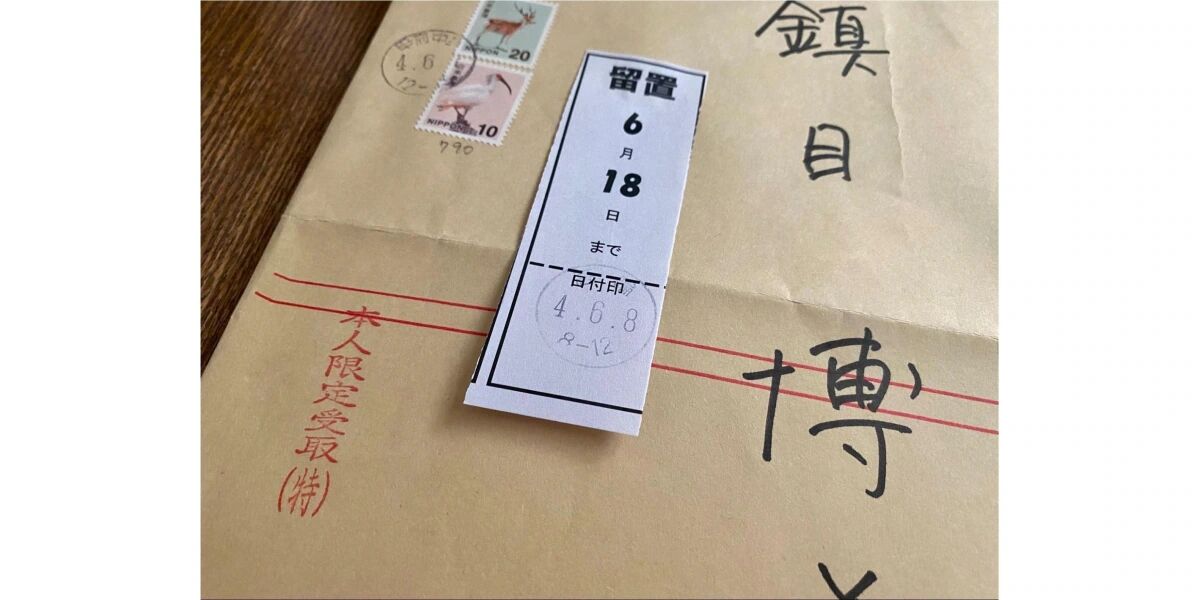 NIPPON 20
4.6
NIPPON 10
790
留置
6
月
18
日
まで
日付印
4.6.8
8-12
本人限定受取
(特)
鎮目
博